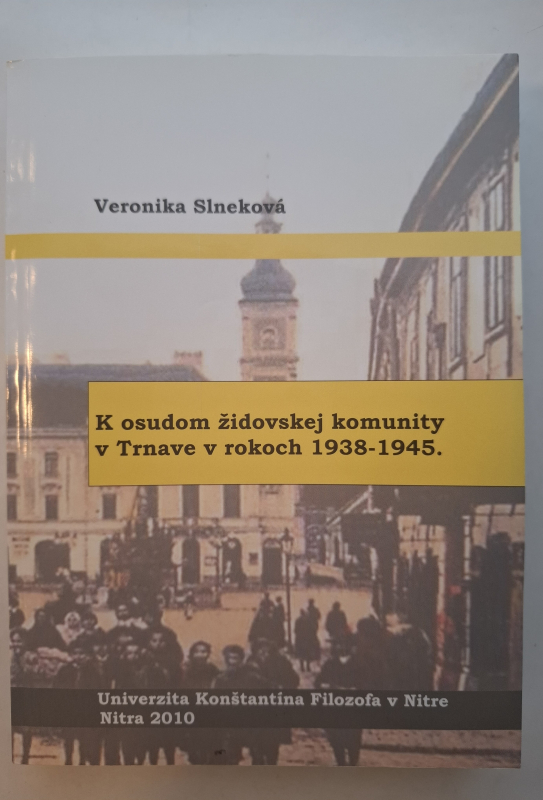 Veronika Slneková
K osudom židovskej komunity
v Trnave v rokoch 1938-1945.
Univerzita Konštantína Filozofa v Nitre
Nitra 2010